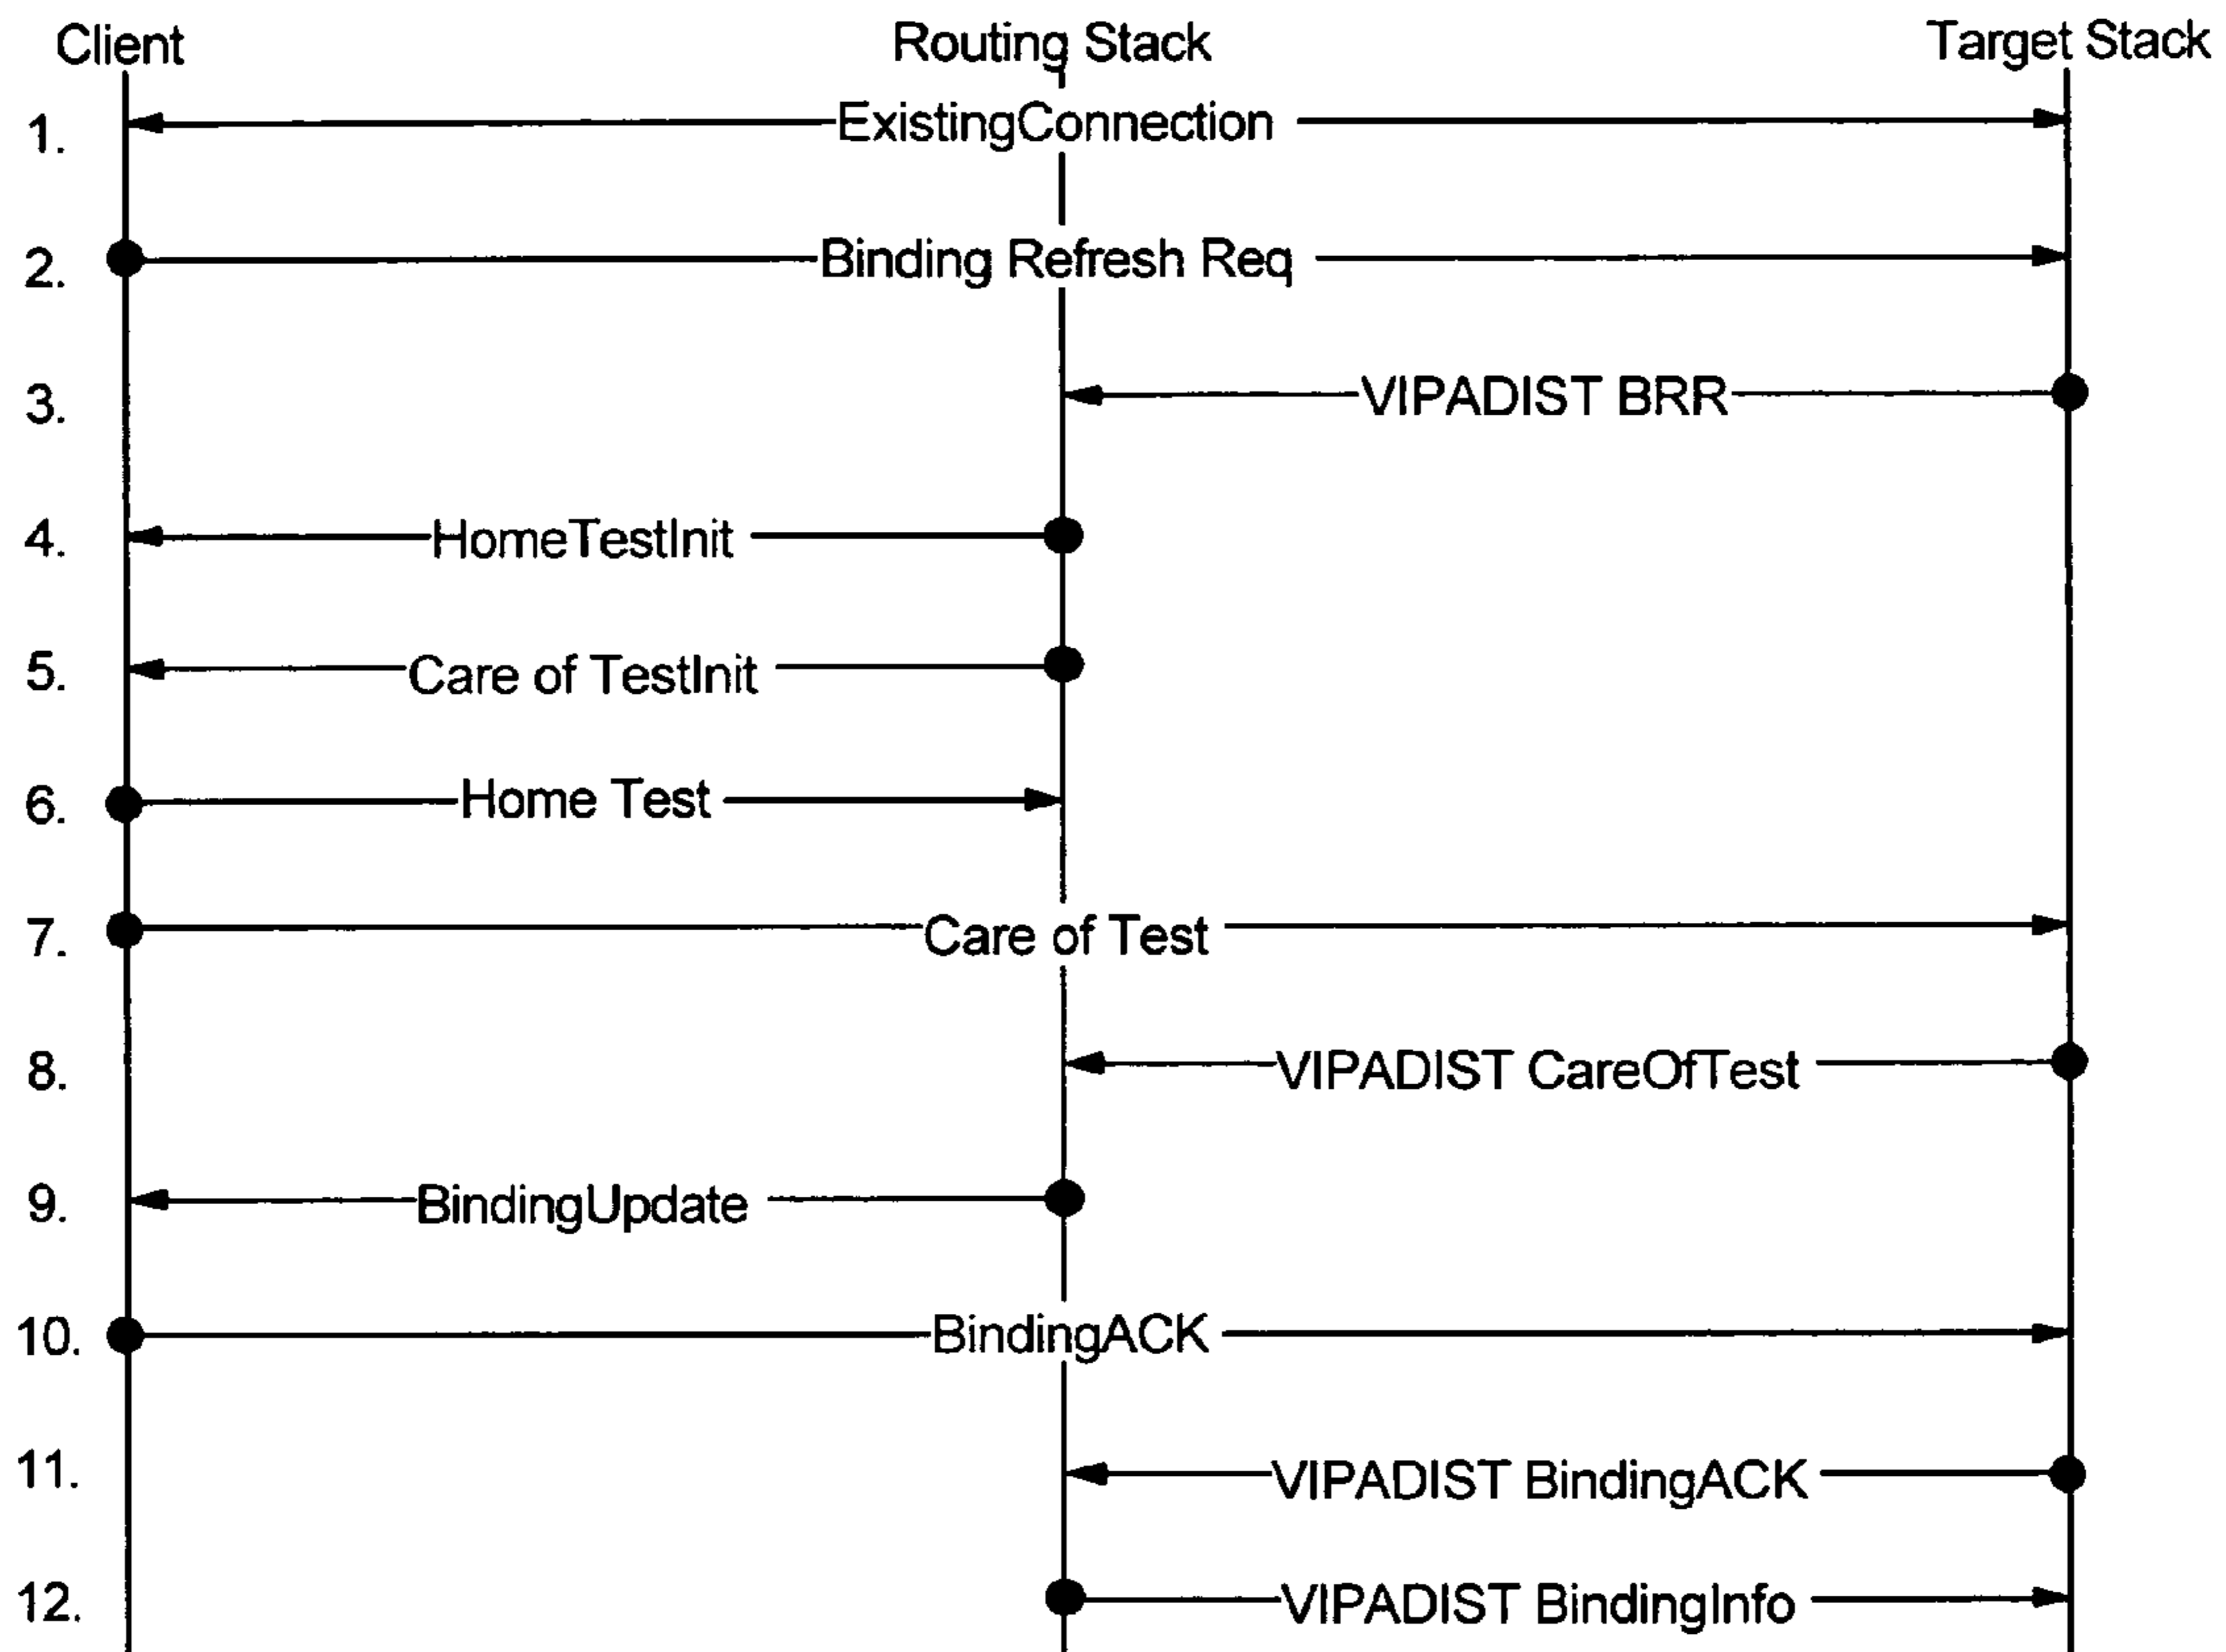 Client Routing Stack Target Stack
1. ExistingConnection
2. Binding Refresh Req
3. VIPADIST BRR
4. HomeTestInit
5. Care of TestInit
6. Home Test
7. Care of Test
8. VIPADIST CareOfTest
9. BindingUpdate
10. BindingACK
11. VIPADIST BindingACK
12. VIPADIST BindingInfo